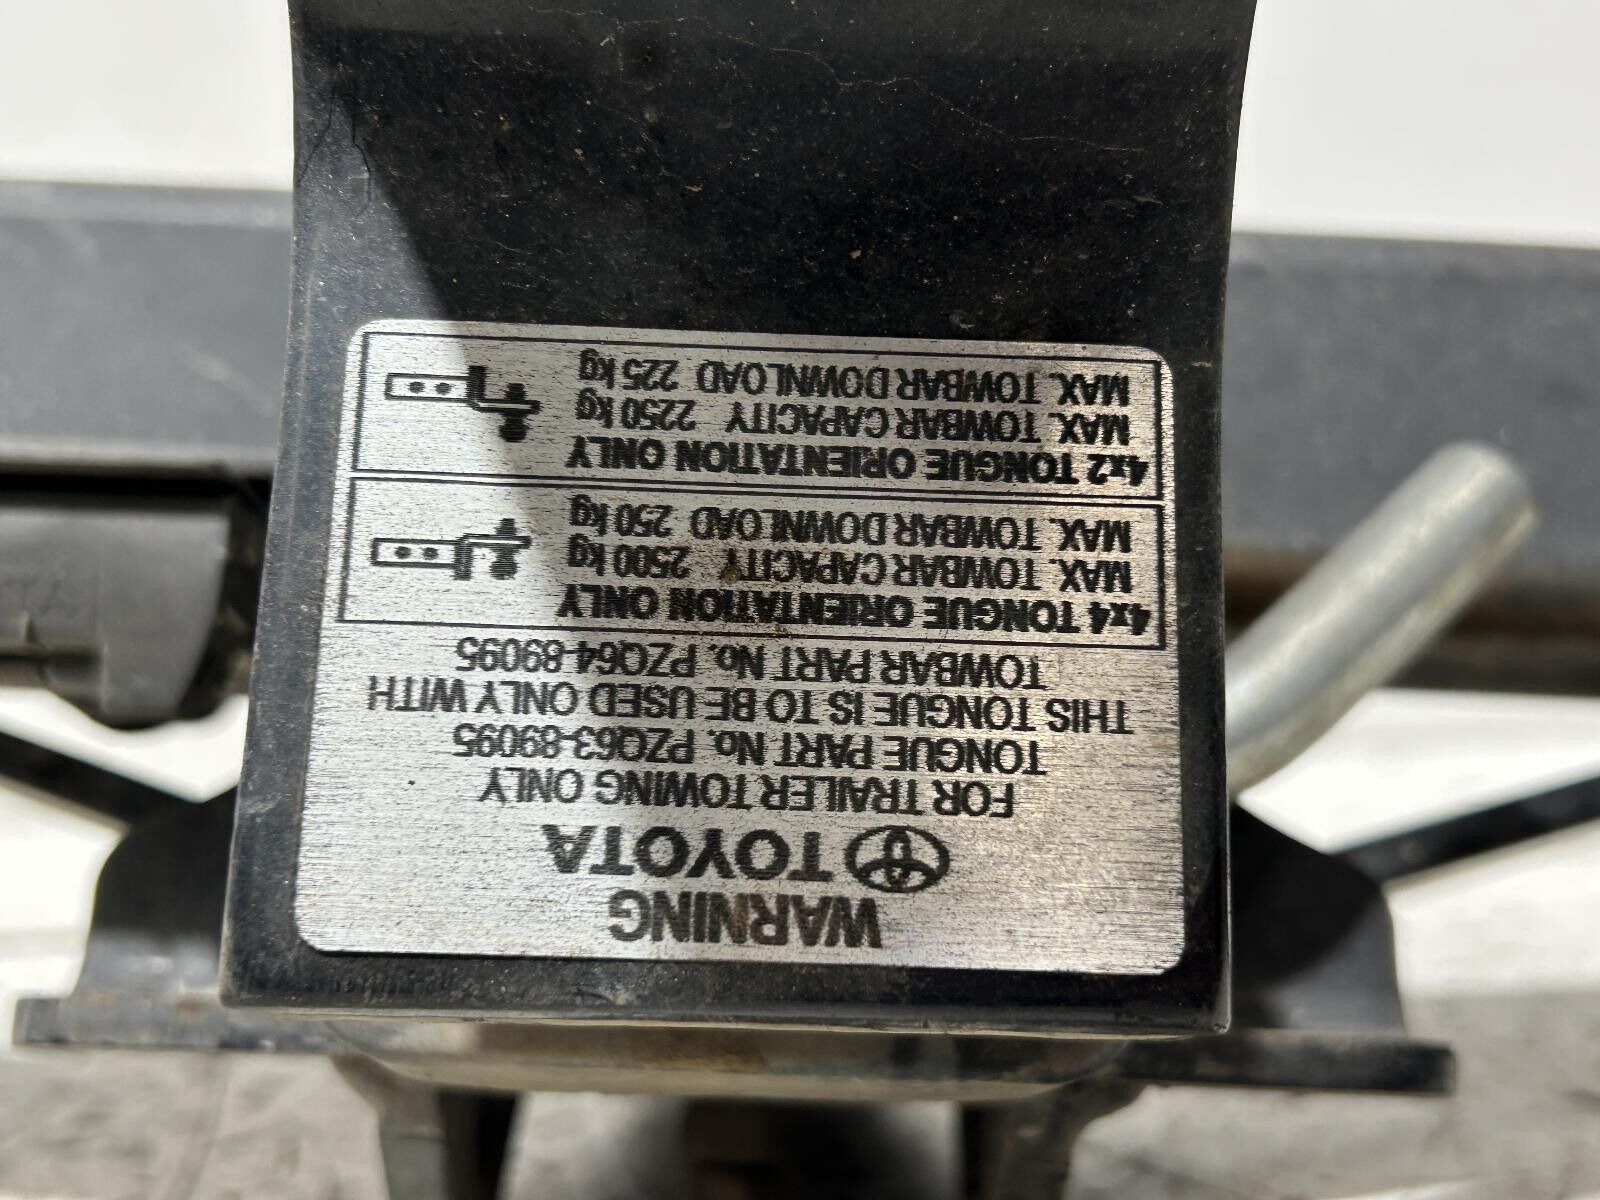 WARNING
TOYOTA
FOR TRAILER TOWING ONLY
TONGUE PART No. PZQ63-89095
THIS TONGUE IS TO BE USED ONLY WITH
TOWBAR PART No. PZQ64-89095
4x4 TONGUE ORIENTATION ONLY
MAX. TOWBAR CAPACITY 2500 kg
MAX. TOWBAR DOWNLOAD 250 kg
4x2 TONGUE ORIENTATION ONLY
MAX. TOWBAR CAPACITY 2250 kg
MAX. TOWBAR DOWNLOAD 225 kg